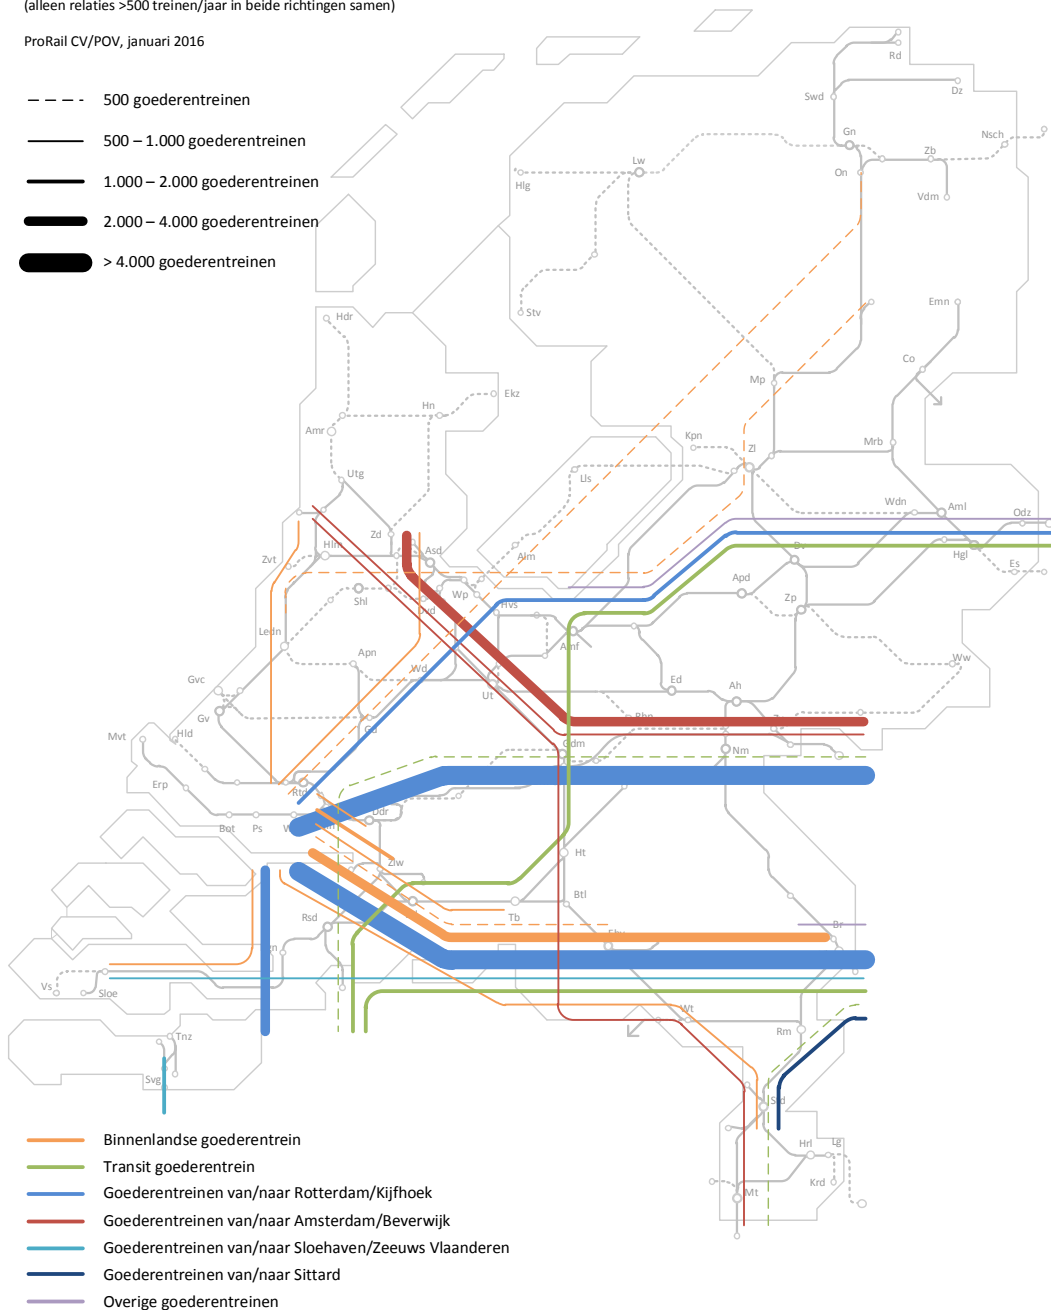 (alleen relaties >500 treinen/jaar in beide richtingen samen)
ProRail CV/POV, januari 2016
500 goederentreinen
500 – 1.000 goederentreinen
1.000 – 2.000 goederentreinen
2.000 – 4.000 goederentreinen
> 4.000 goederentreinen
Rd
Dz
Swd
Gn
Nsch
Zb
On
Vdm
Lw
Hlg
Stv
Emn
Hdr
Co
Mp
Ekz
Hn
Amr
Kpn
Zl
Mrb
Utg
Lls
Wdn
Aml
Odz
Zd
Hlm
Asd
Alm
Zvt
Hgl
Es
Apd
Shl
Dvd
Wp
Hvs
Zp
Ledn
Amf
Apn
Wd
Ww
Gvc
Ut
Ed
Ah
Gv
Gd
Mvt
Hld
Rhn
Gdm
Nm
Erp
Rtd
Bot
Ps
Ddr
Zlw
Ht
Btl
Rsd
Tb
Br
Ehv
Vs
Sloe
Wt
Rm
Tnz
Svg
Std
Hrl
Lg
Krd
Mt
Binnenlandse goederentrein
Transit goederentrein
Goederentreinen van/naar Rotterdam/Kijfhoek
Goederentreinen van/naar Amsterdam/Beverwijk
Goederentreinen van/naar Sloehaven/Zeeuws Vlaanderen
Goederentreinen van/naar Sittard
Overige goederentreinen